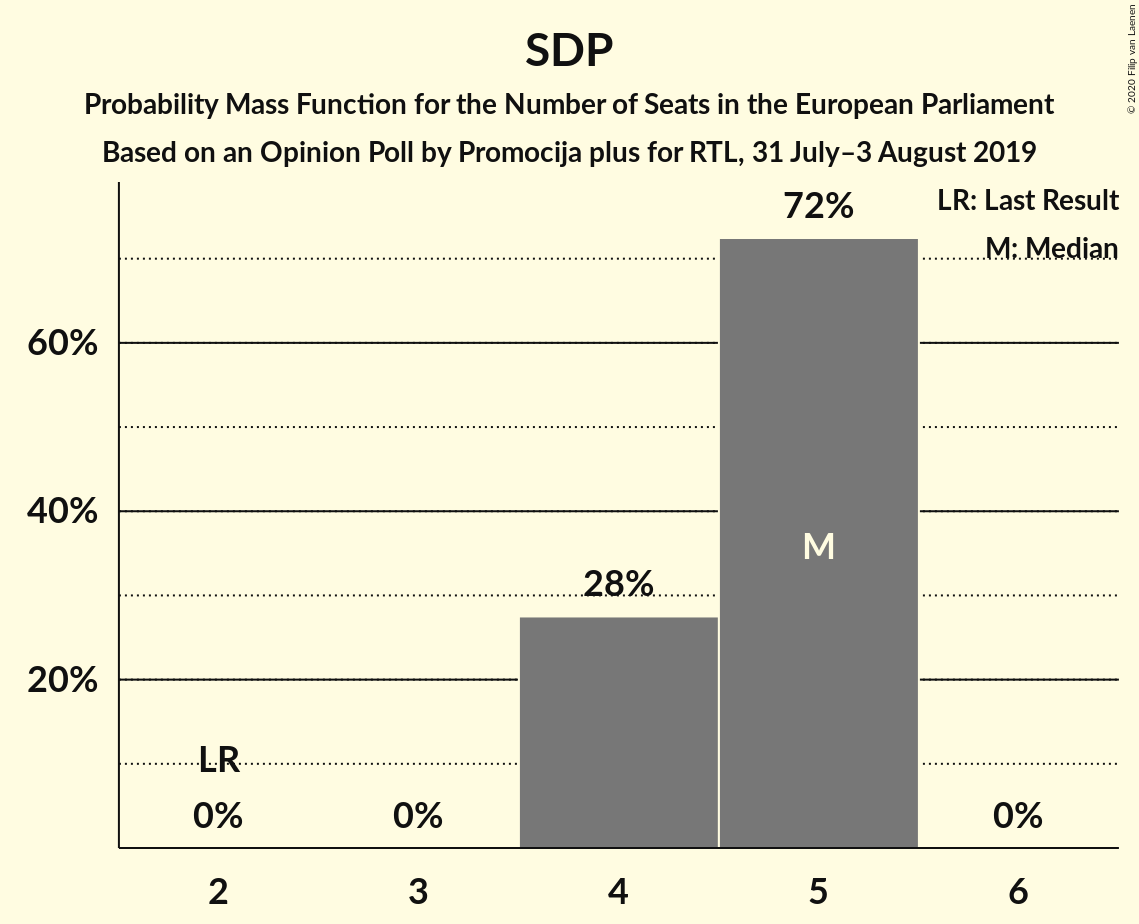 SDP
Probability Mass Function for the Number of Seats in the European Parliament
Based on an Opinion Poll by Promocija plus for RTL, 31 July–3 August 2019
© 2020 Filip van Laenen
LR: Last Result
M: Median
72%
60%
40%
M
28%
20%
LR
0%
0%
0%
2
3
4
5
6